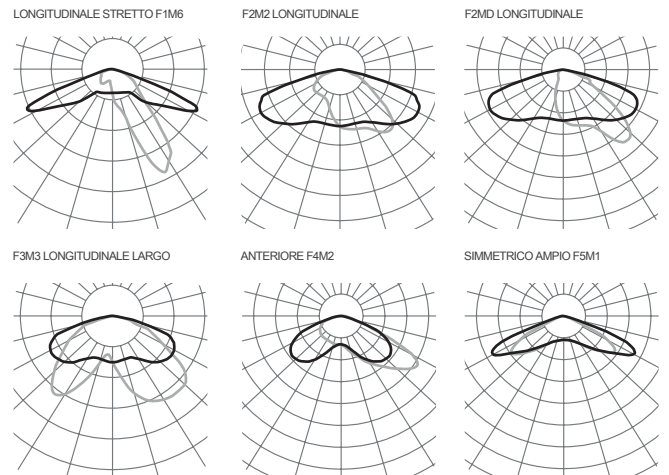 LONGITUDINALE STRETTO F1M6
F2M2 LONGITUDINALE
F2MD LONGITUDINALE
F3M3 LONGITUDINALE LARGO
ANTERIORE F4M2
SIMMETRICO AMPIO F5M1